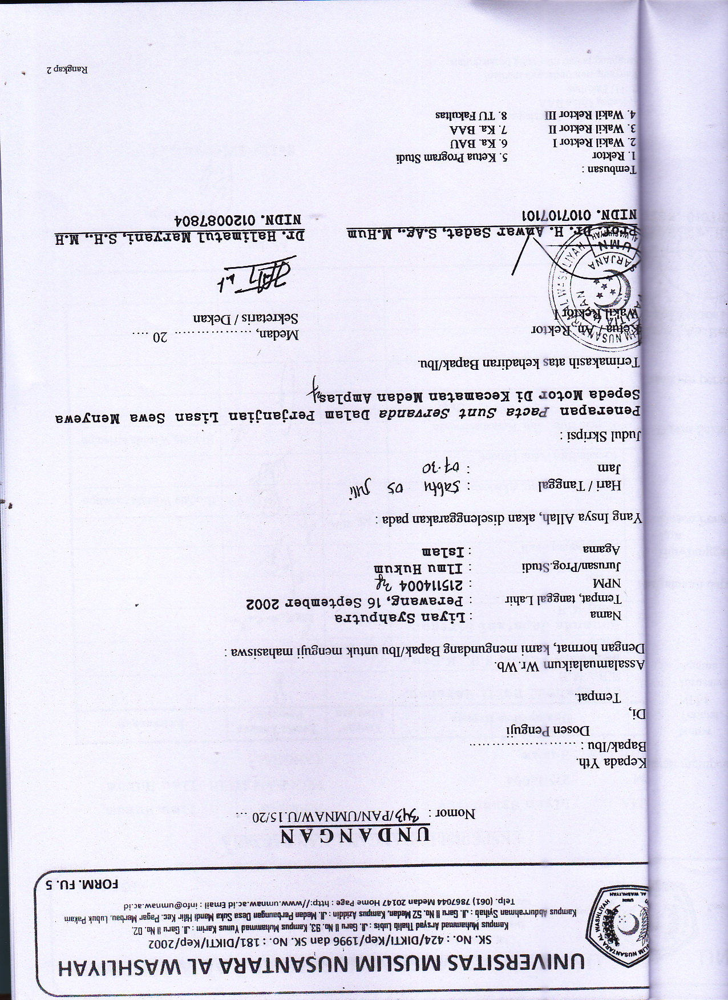 UNIVERSITAS MUSLIM NUSANTARA AL WASHLIYAH
SK. No. : 424/DIKTI/Kep/1996 dan SK. No. : 181/DIKTI/Kep/2002
Kampus Muhammad Arsyad Thalib Lubis : Jl. Garu II No. 93, Kampus Muhammad Yunus Karim : Jl. Garu II No. 02,
Kampus Abdurrahman Syihab : Jl. Garu II No. 52 Medan, Kampus Aziddin : Jl. Medan Perbaungan Desa Suka Mandi Hilir Kec. Pagar Merbau, Lubuk Pakam
Telp. (061) 7867044 Medan 20147 Home Page : http://www.umnaw.ac.id Email : info@umnaw.ac.id
FORM. FU. 5
UNDANGAN
Nomor : 343/PAN/UMNAW/U.15/20 ...
Kepada Yth.
Bapak/Ibu : ......................
Dosen Penguji
Di,
Tempat.
Assalamualaikum Wr.Wb.
Dengan hormat, kami mengundang Bapak/Ibu untuk menguji mahasiswa :
Nama : Liyan Syahputra
Tempat, tanggal Lahir : Perawang, 16 September 2002
NPM : 215114004
Jurusan/Prog.Studi : Ilmu Hukum
Agama : Islam
Yang Insya Allah, akan diselenggarakan pada :
Hari / Tanggal : Sabtu 05 Juli
Jam : 07.30
Judul Skripsi :
Penerapan Pacta Sunt Servanda Dalam Perjanjian Lisan Sewa Menyewa
Sepeda Motor Di Kecamatan Medan Amplas
Terimakasih atas kehadiran Bapak/Ibu.
Medan, .................. 20 ....
Ketua / An. Rektor
Wakil Rektor I
Sekretaris / Dekan
UMN
SARJANA
Prof. Dr. H. Anwar Sadat, S.Ag., M.Hum
NIDN. 0107107101
Dr. Halimatul Maryani, S.H., M.H
NIDN. 0120087804
Tembusan :
1. Rektor 5. Ketua Program Studi
2. Wakil Rektor I 6. Ka. BAU
3. Wakil Rektor II 7. Ka. BAA
4. Wakil Rektor III 8. TU Fakultas
Rangkap 2